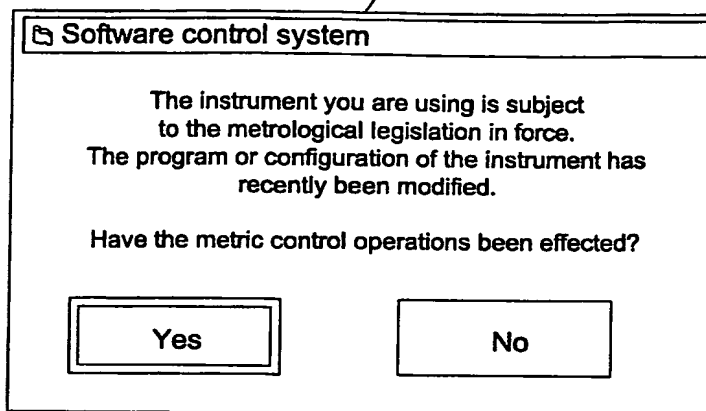 Software control system
The instrument you are using is subject
to the metrological legislation in force.
The program or configuration of the instrument has
recently been modified.
Have the metric control operations been effected?
Yes
No